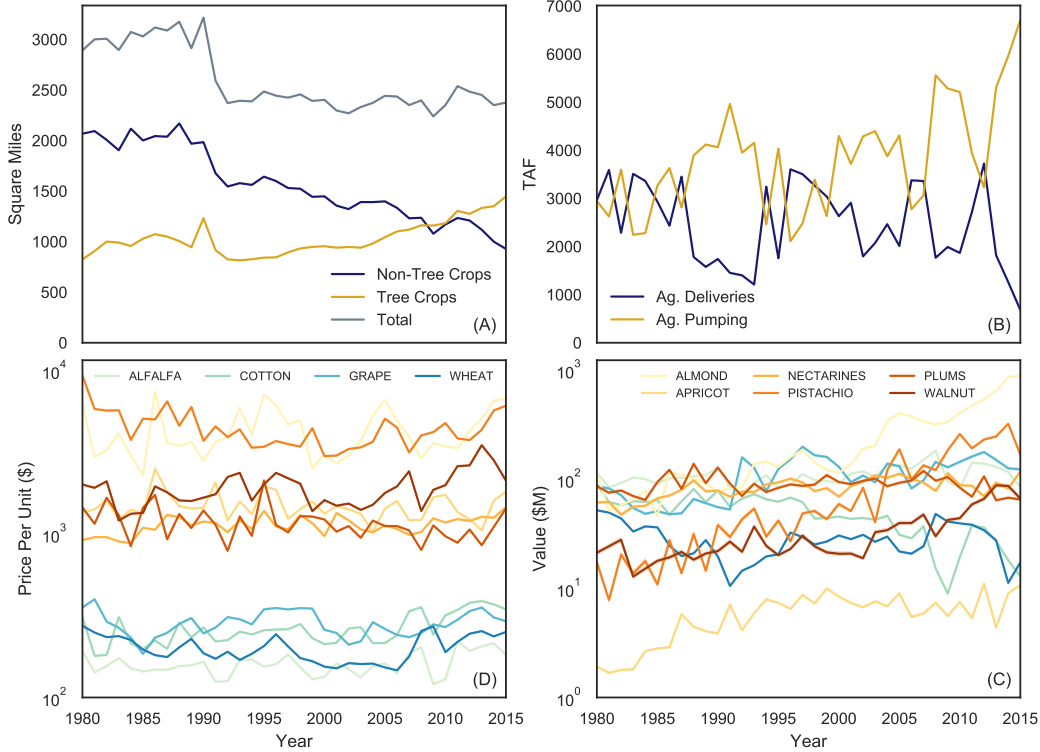 3000
2500
2000
1500
1000
500
0
Square Miles
Non-Tree Crops
Tree Crops
Total
(A)
7000
6000
5000
4000
3000
2000
1000
0
TAF
Ag. Deliveries
Ag. Pumping
(B)
10^4
10^3
10^2
Price Per Unit ($)
ALFALFA COTTON GRAPE WHEAT
(D)
1980 1985 1990 1995 2000 2005 2010 2015
Year
10^3
10^2
10^1
10^0
Value ($M)
ALMOND NECTARINES PLUMS
APRICOT PISTACHIO WALNUT
(C)
1980 1985 1990 1995 2000 2005 2010 2015
Year